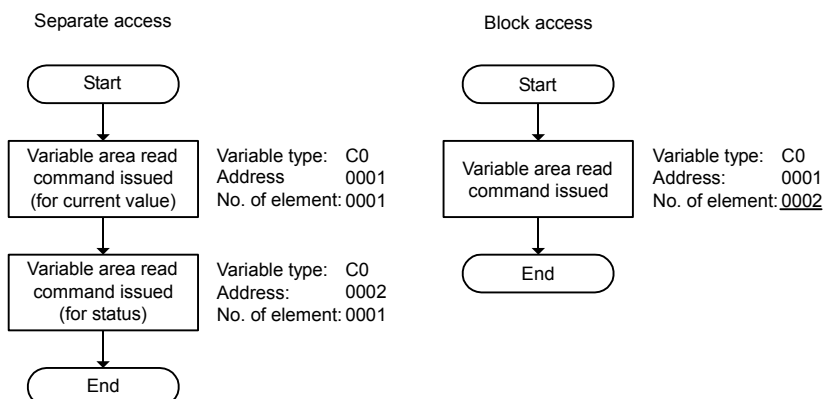 Separate access
Start
Variable area read
command issued
(for current value)
Variable type: C0
Address 0001
No. of element: 0001
Variable area read
command issued
(for status)
Variable type: C0
Address: 0002
No. of element: 0001
End
Block access
Start
Variable area read
command issued
Variable type: C0
Address: 0001
No. of element: 0002
End